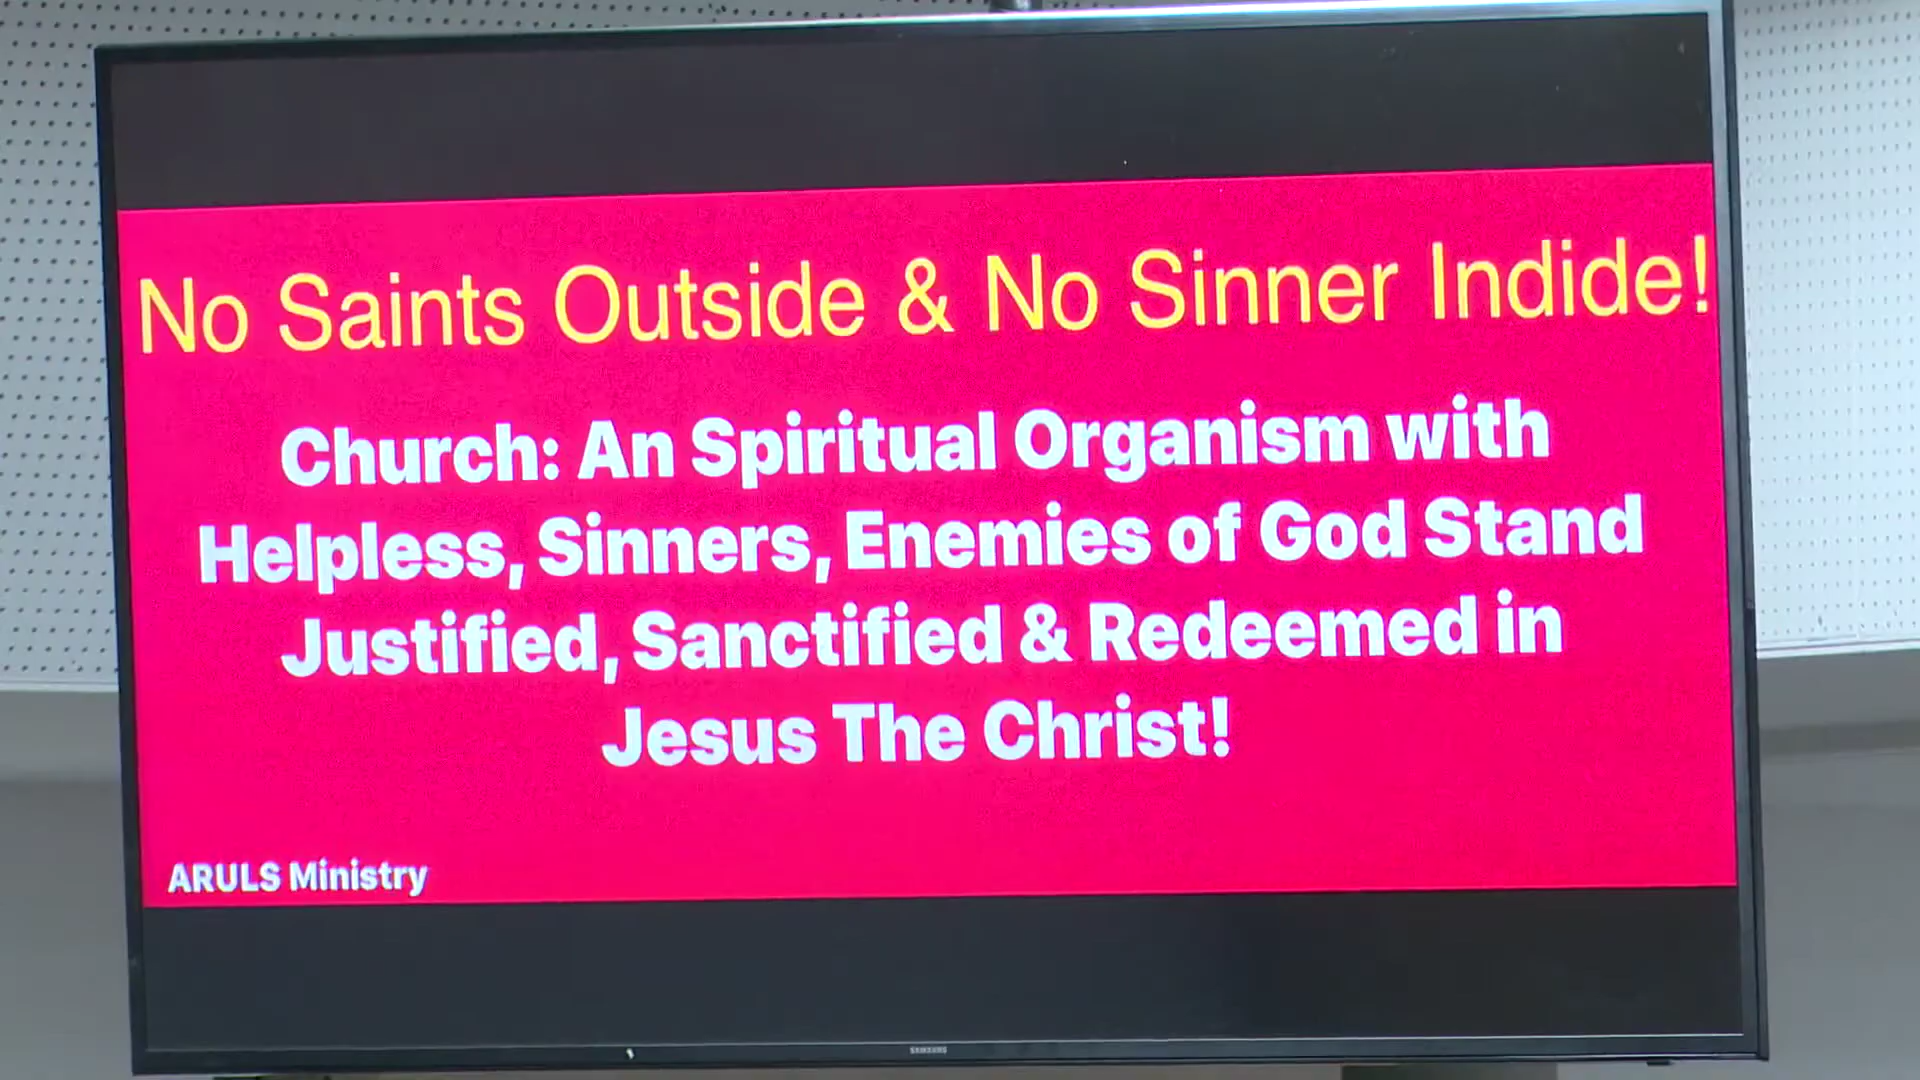 No Saints Outside & No Sinner Indide!
Church: An Spiritual Organism with
Helpless, Sinners, Enemies of God Stand
Justified, Sanctified & Redeemed in
Jesus The Christ!
ARULS Ministry
SAMSUNG